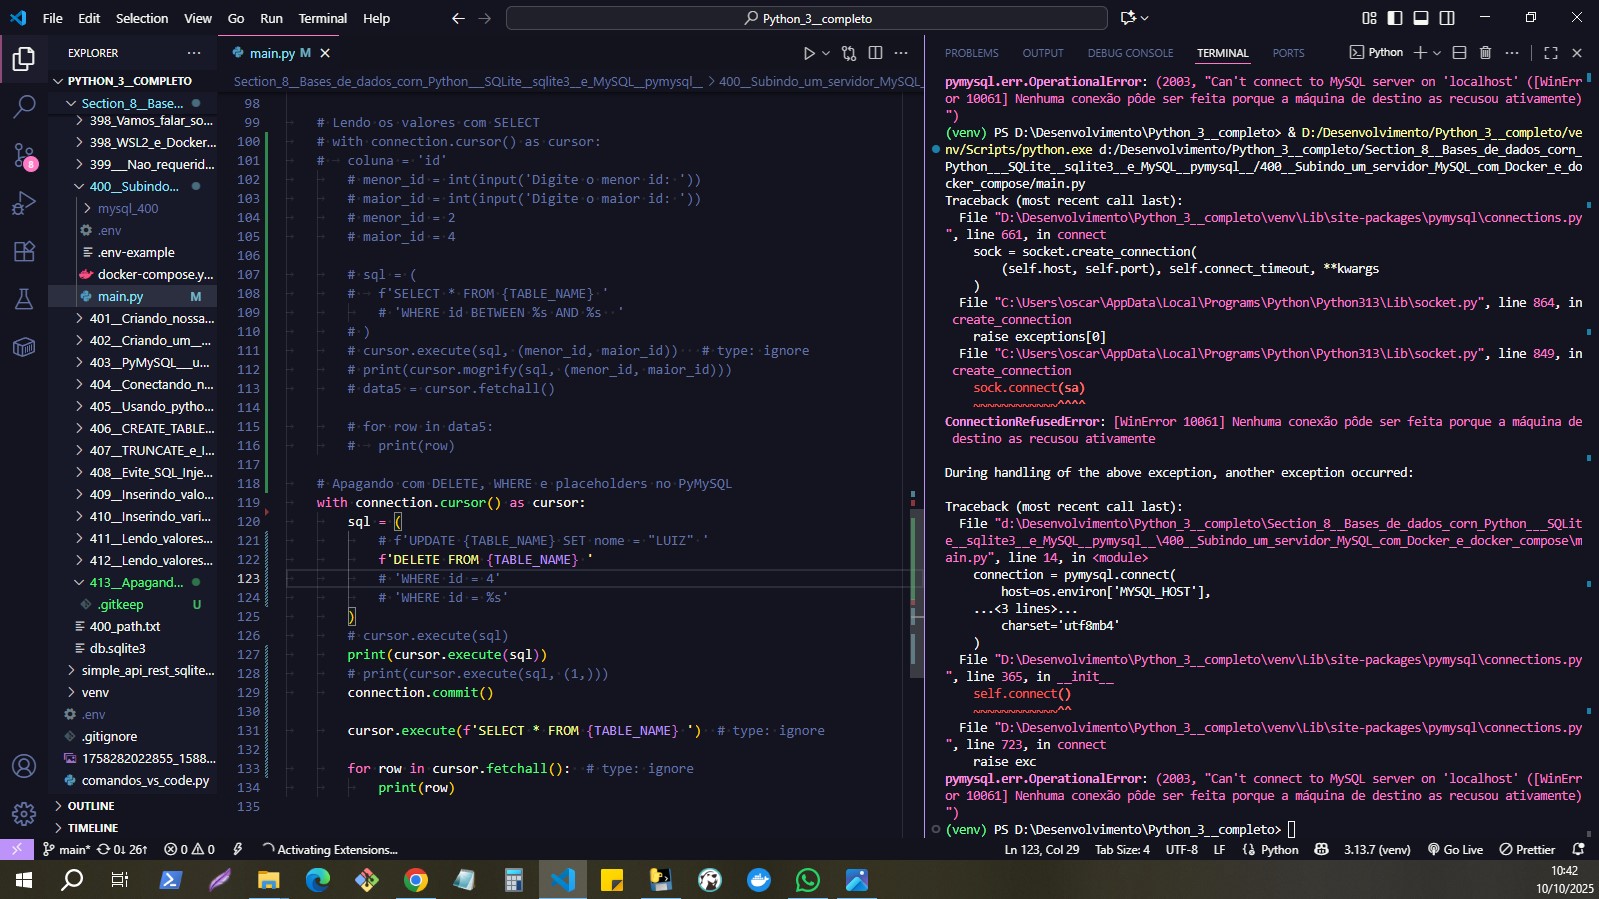 File Edit Selection View Go Run Terminal Help
Python_3__completo
EXPLORER
PYTHON_3__COMPLETO
Section_8__Base...
398_Vamos_falar_so...
398_WSL2_e_Docker...
399___Nao_requerid...
400__Subindo...
mysql_400
.env
.env-example
docker-compose.y...
main.py M
401__Criando_nossa...
402__Criando_um__...
403__PyMySQL___u...
404__Conectando_n...
405__Usando_python...
406__CREATE_TABLE...
407__TRUNCATE_e_I...
408__Evite_SQL_Inje...
409__Inserindo_valo...
410__Inserindo_vari...
411__Lendo_valores...
412__Lendo_valores...
413__Apagand...
.gitkeep U
400_path.txt
db.sqlite3
simple_api_rest_sqlite...
venv
.env
.gitignore
1758282022855_1588...
comandos_vs_code.py
OUTLINE
TIMELINE
main.py M
Section_8__Bases_de_dados_corn_Python___SQLite__sqlite3__e_MySQL__pymysql__ > 400__Subindo_um_servidor_MySQL_
98
99 # Lendo os valores com SELECT
100 # with connection.cursor() as cursor:
101 # coluna = 'id'
102 # menor_id = int(input('Digite o menor id: '))
103 # maior_id = int(input('Digite o maior id: '))
104 # menor_id = 2
105 # maior_id = 4
106
107 # sql = (
108 # f'SELECT * FROM {TABLE_NAME} '
109 # 'WHERE id BETWEEN %s AND %s  '
110 # )
111 # cursor.execute(sql, (menor_id, maior_id))   # type: ignore
112 # print(cursor.mogrify(sql, (menor_id, maior_id)))
113 # data5 = cursor.fetchall()
114
115 # for row in data5:
116 # print(row)
117
118 # Apagando com DELETE, WHERE e placeholders no PyMySQL
119 with connection.cursor() as cursor:
120 sql = (
121 # f'UPDATE {TABLE_NAME} SET nome = "LUIZ" '
122 f'DELETE FROM {TABLE_NAME} '
123 # 'WHERE id = 4'
124 # 'WHERE id = %s'
125 )
126 # cursor.execute(sql)
127 print(cursor.execute(sql))
128 # print(cursor.execute(sql, (1,)))
129 connection.commit()
130
131 cursor.execute(f'SELECT * FROM {TABLE_NAME} ')  # type: ignore
132
133 for row in cursor.fetchall():  # type: ignore
134 print(row)
135
PROBLEMS OUTPUT DEBUG CONSOLE TERMINAL PORTS
Python
pymysql.err.OperationalError: (2003, "Can't connect to MySQL server on 'localhost' ([WinErr
or 10061] Nenhuma conexão pôde ser feita porque a máquina de destino as recusou ativamente)
")
(venv) PS D:\Desenvolvimento\Python_3__completo> & D:/Desenvolvimento/Python_3__completo/ve
nv/Scripts/python.exe d:/Desenvolvimento/Python_3__completo/Section_8__Bases_de_dados_corn_
Python___SQLite__sqlite3__e_MySQL__pymysql__/400__Subindo_um_servidor_MySQL_com_Docker_e_do
cker_compose/main.py
Traceback (most recent call last):
File "D:\Desenvolvimento\Python_3__completo\venv\Lib\site-packages\pymysql\connections.py
", line 661, in connect
sock = socket.create_connection(
(self.host, self.port), self.connect_timeout, **kwargs
)
File "C:\Users\oscar\AppData\Local\Programs\Python\Python313\Lib\socket.py", line 864, in
create_connection
raise exceptions[0]
File "C:\Users\oscar\AppData\Local\Programs\Python\Python313\Lib\socket.py", line 849, in
create_connection
sock.connect(sa)
~~~~~~~~~~~~^^^^
ConnectionRefusedError: [WinError 10061] Nenhuma conexão pôde ser feita porque a máquina de
destino as recusou ativamente
During handling of the above exception, another exception occurred:
Traceback (most recent call last):
File "d:\Desenvolvimento\Python_3__completo\Section_8__Bases_de_dados_corn_Python___SQLit
e__sqlite3__e_MySQL__pymysql__\400__Subindo_um_servidor_MySQL_com_Docker_e_docker_compose\m
ain.py", line 14, in <module>
connection = pymysql.connect(
host=os.environ['MYSQL_HOST'],
...<3 lines>...
charset='utf8mb4'
)
File "D:\Desenvolvimento\Python_3__completo\venv\Lib\site-packages\pymysql\connections.py
", line 365, in __init__
self.connect()
~~~~~~~~~~~~^^
File "D:\Desenvolvimento\Python_3__completo\venv\Lib\site-packages\pymysql\connections.py
", line 723, in connect
raise exc
pymysql.err.OperationalError: (2003, "Can't connect to MySQL server on 'localhost' ([WinErr
or 10061] Nenhuma conexão pôde ser feita porque a máquina de destino as recusou ativamente)
")
(venv) PS D:\Desenvolvimento\Python_3__completo>
main* 0↓ 26↑ 0 0 Activating Extensions... Ln 123, Col 29 Tab Size: 4 UTF-8 LF Python 3.13.7 (venv) Go Live Prettier
8
10:42
10/10/2025